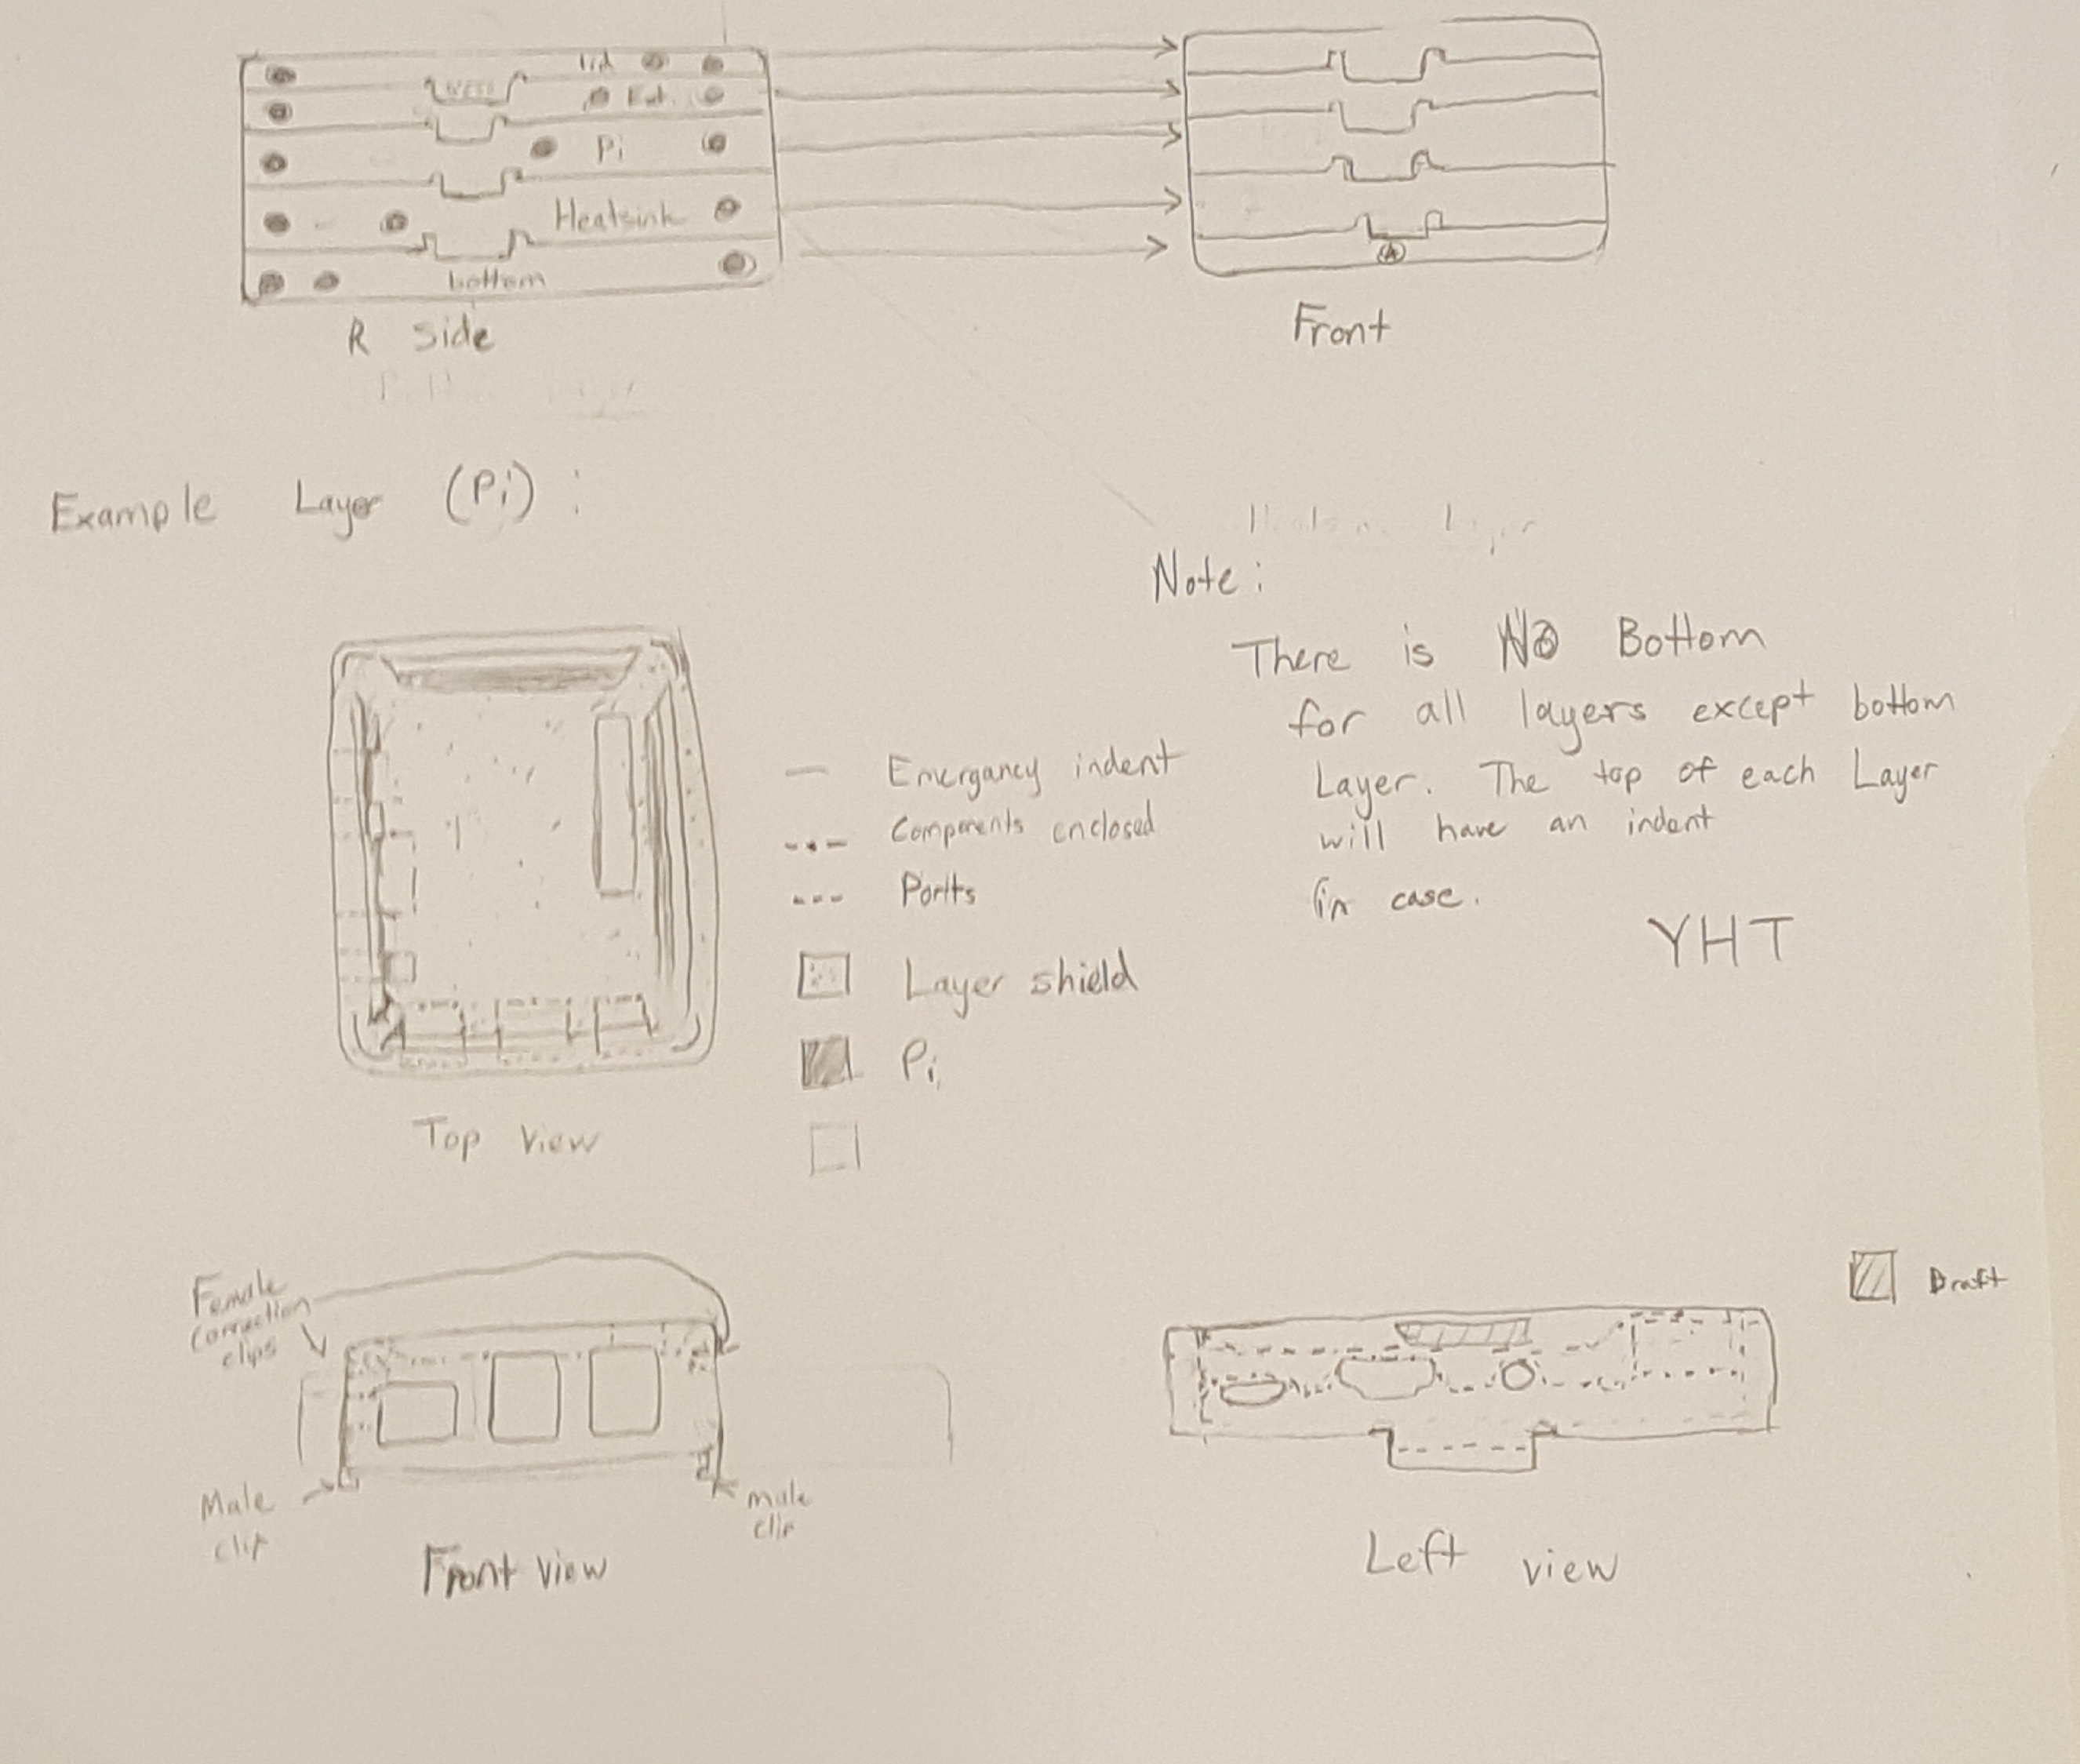 lid
Ext.
Pi
Heatsink
bottom
R Side
Front
Example Layer (Pi) :
Note :
There is NO Bottom
for all layers except bottom
Layer. The top of each Layer
will have an indent
in case.
YHT
Emergancy indent
Components enclosed
Ports
Layer shield
Pi
Top View
Female
Connection
clips
Male
clip
male
clip
Front view
Draft
Left view